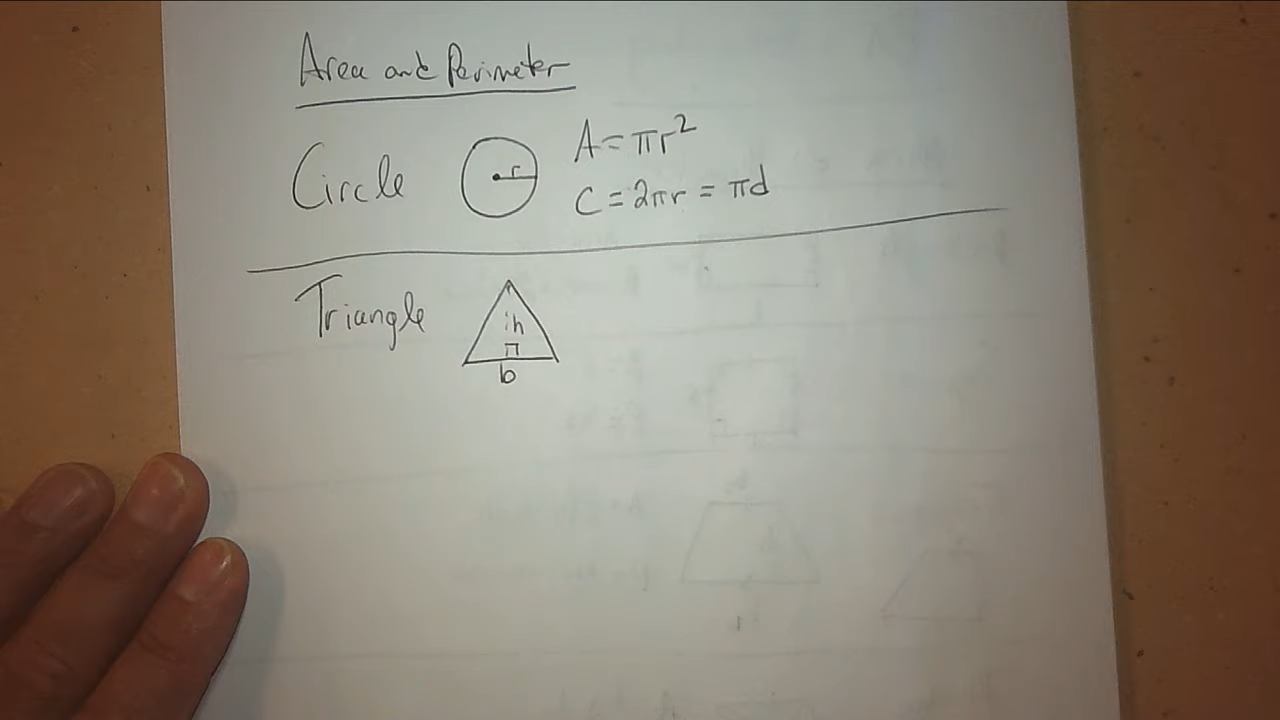 Area and Perimeter
Circle
r
A = πr²
C = 2πr = πd
Triangle
h
b